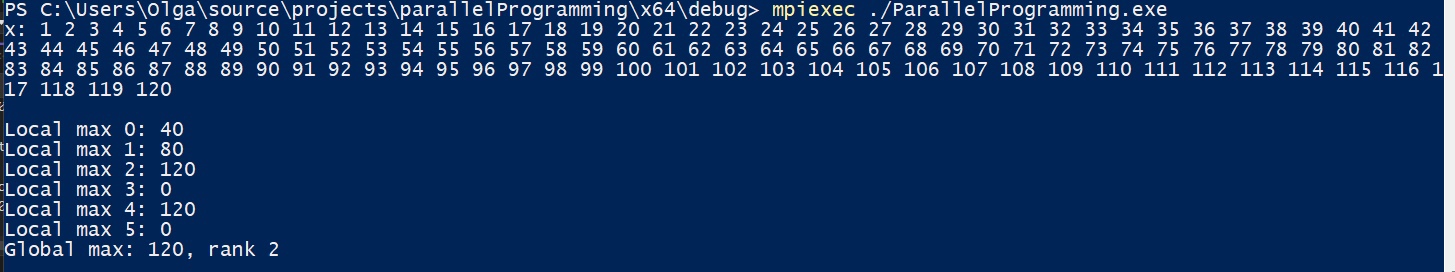 PS C:\Users\Olga\source\projects\parallelProgramming\x64\debug> mpiexec ./ParallelProgramming.exe
x: 1 2 3 4 5 6 7 8 9 10 11 12 13 14 15 16 17 18 19 20 21 22 23 24 25 26 27 28 29 30 31 32 33 34 35 36 37 38 39 40 41 42
43 44 45 46 47 48 49 50 51 52 53 54 55 56 57 58 59 60 61 62 63 64 65 66 67 68 69 70 71 72 73 74 75 76 77 78 79 80 81 82
83 84 85 86 87 88 89 90 91 92 93 94 95 96 97 98 99 100 101 102 103 104 105 106 107 108 109 110 111 112 113 114 115 116 1
17 118 119 120
Local max 0: 40
Local max 1: 80
Local max 2: 120
Local max 3: 0
Local max 4: 120
Local max 5: 0
Global max: 120, rank 2